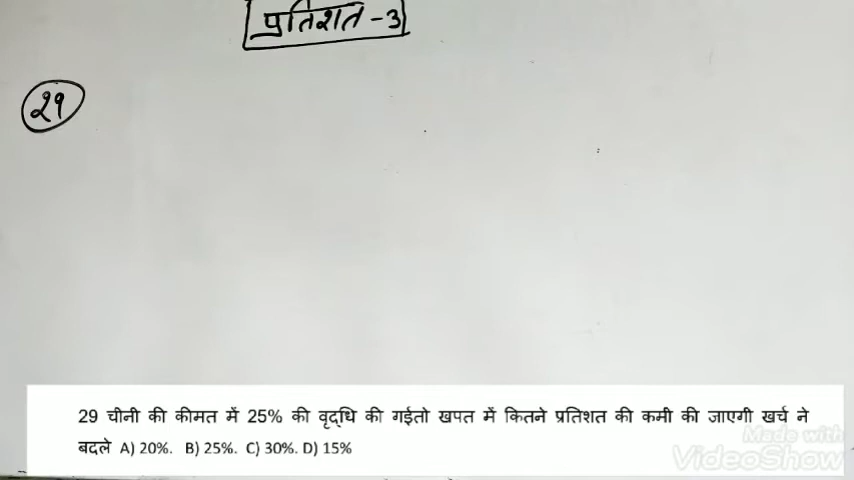 प्रतिशत-3
29
29 चीनी की कीमत में 25% की वृद्धि की गईतो खपत में कितने प्रतिशत की कमी की जाएगी खर्च ने
बदले A) 20%. B) 25%. C) 30%. D) 15%
Made with
VideoShow